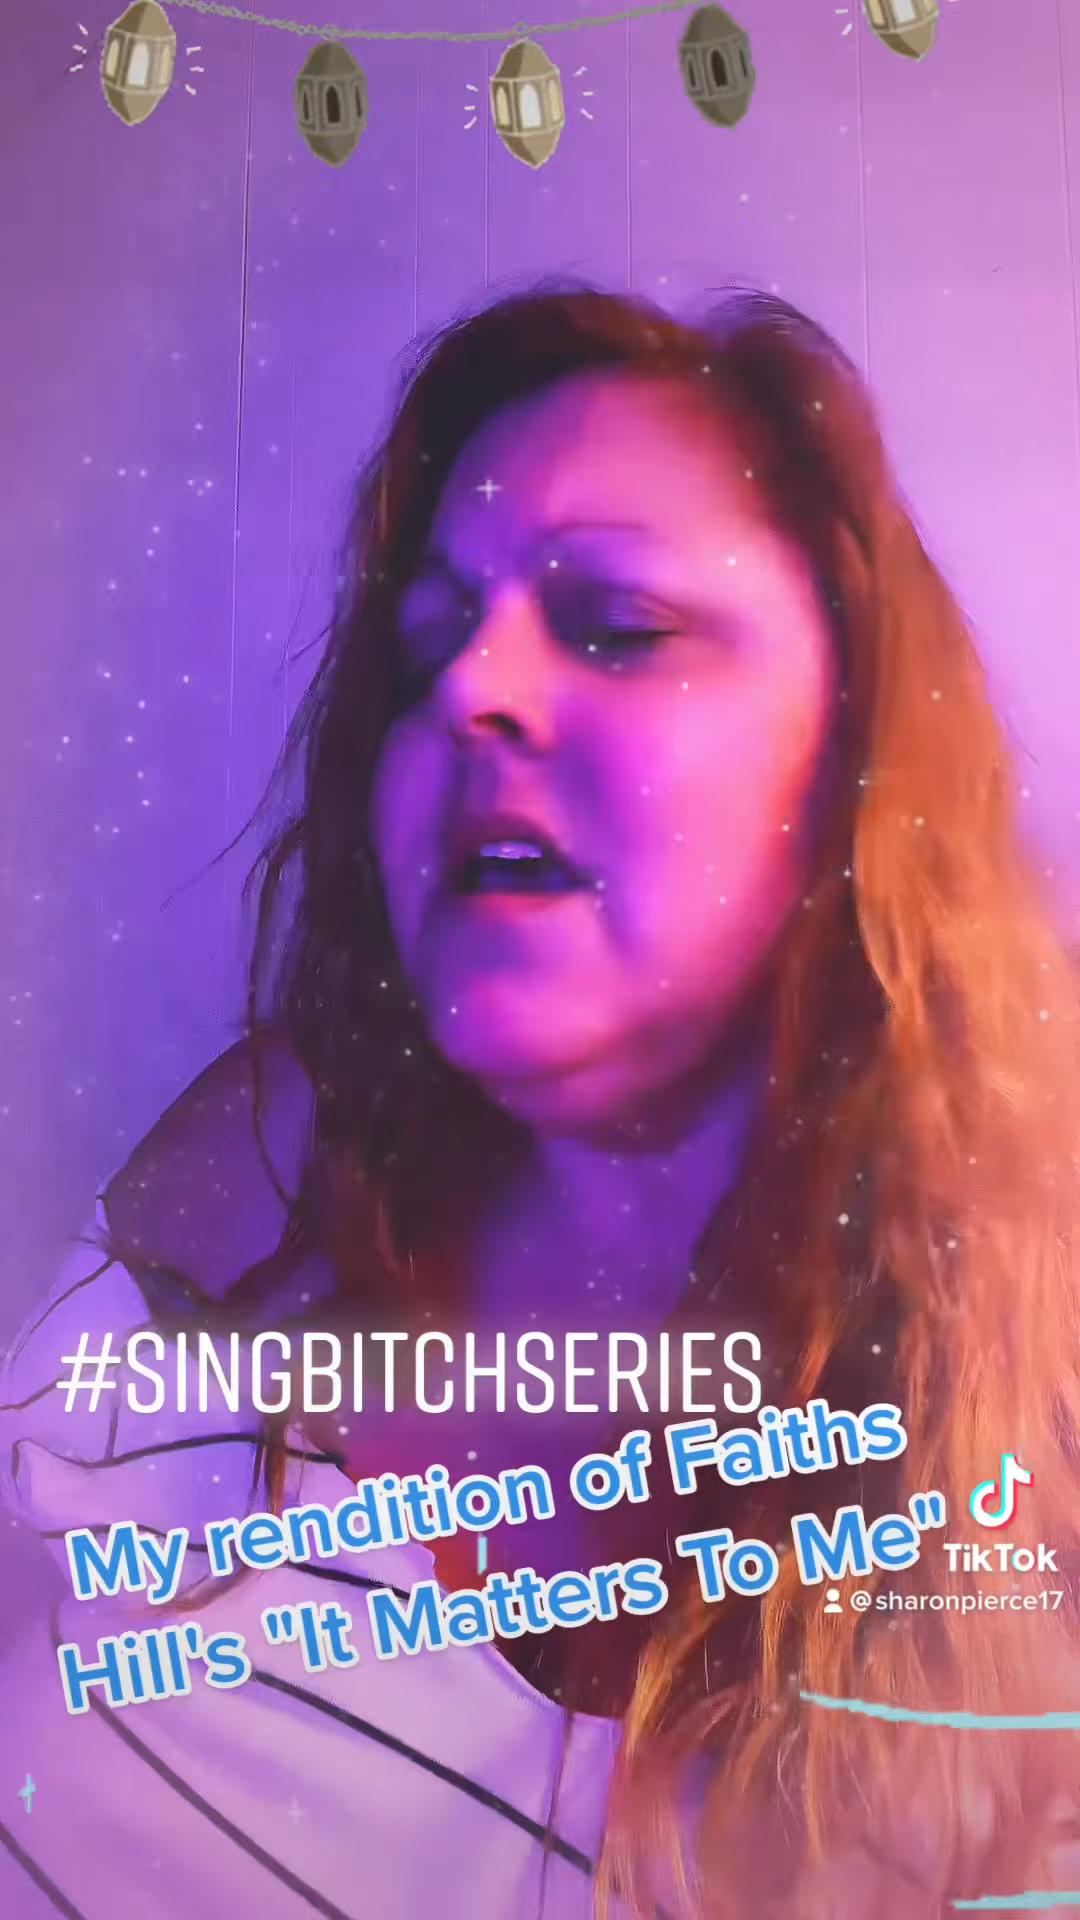 #SINGBITCHSERIES
My rendition of Faiths
Hill's "It Matters To Me"
TikTok
@sharonpierce17